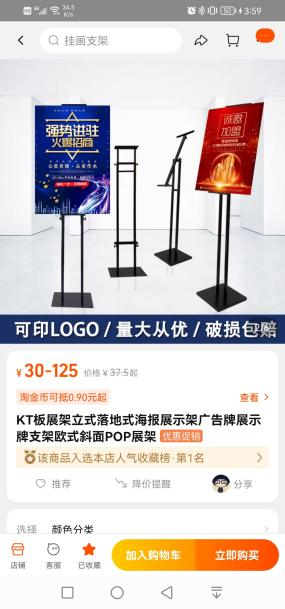 34.5
K/s
50
3:59
挂画支架
强势进驻
火爆招商
诚邀
加盟
可印LOGO / 量大从优 / 破损包赔
¥30-125 价格 ¥37.5起
淘金币可抵0.90元起
查看
KT板展架立式落地式海报展示架广告牌展示
牌支架欧式斜面POP展架 优惠促销
该商品入选本店人气收藏榜·第1名
推荐
降价提醒
分享
选择 颜色分类
店铺
客服
已收藏
加入购物车
立即购买